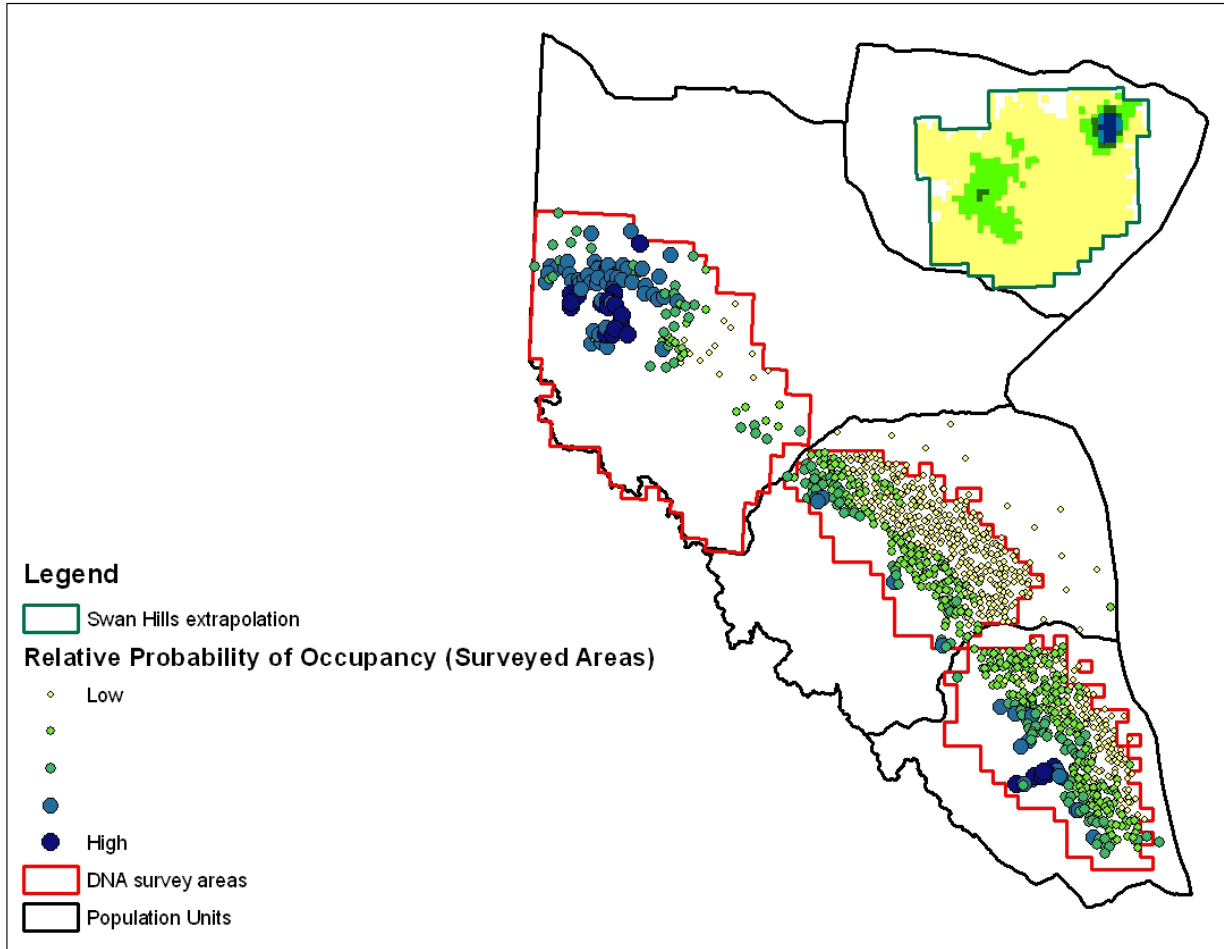 Legend
Swan Hills extrapolation
Relative Probability of Occupancy (Surveyed Areas)
Low
High
DNA survey areas
Population Units